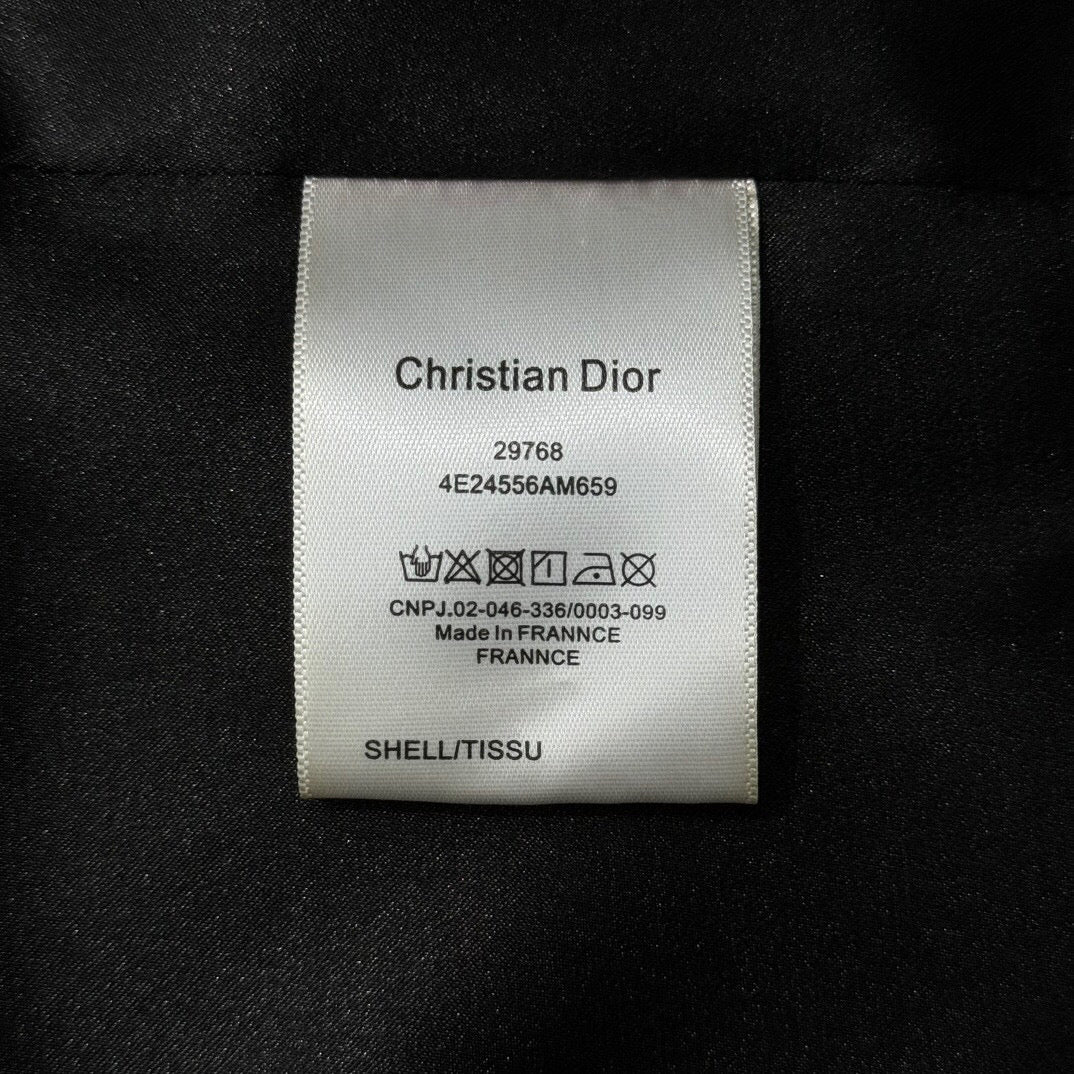 Christian Dior
29768
4E24556AM659
CNPJ.02-046-336/0003-099
Made In FRANNCE
FRANNCE
SHELL/TISSU